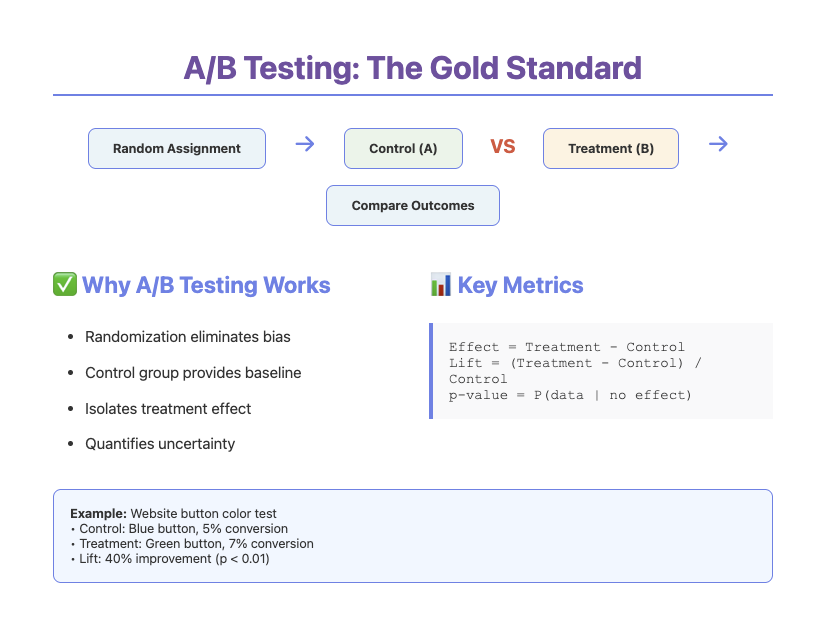 A/B Testing: The Gold Standard
Random Assignment → Control (A) VS Treatment (B) →
Compare Outcomes
✅ Why A/B Testing Works
• Randomization eliminates bias
• Control group provides baseline
• Isolates treatment effect
• Quantifies uncertainty
📊 Key Metrics
Effect = Treatment - Control
Lift = (Treatment - Control) /
Control
p-value = P(data | no effect)
Example: Website button color test
• Control: Blue button, 5% conversion
• Treatment: Green button, 7% conversion
• Lift: 40% improvement (p < 0.01)